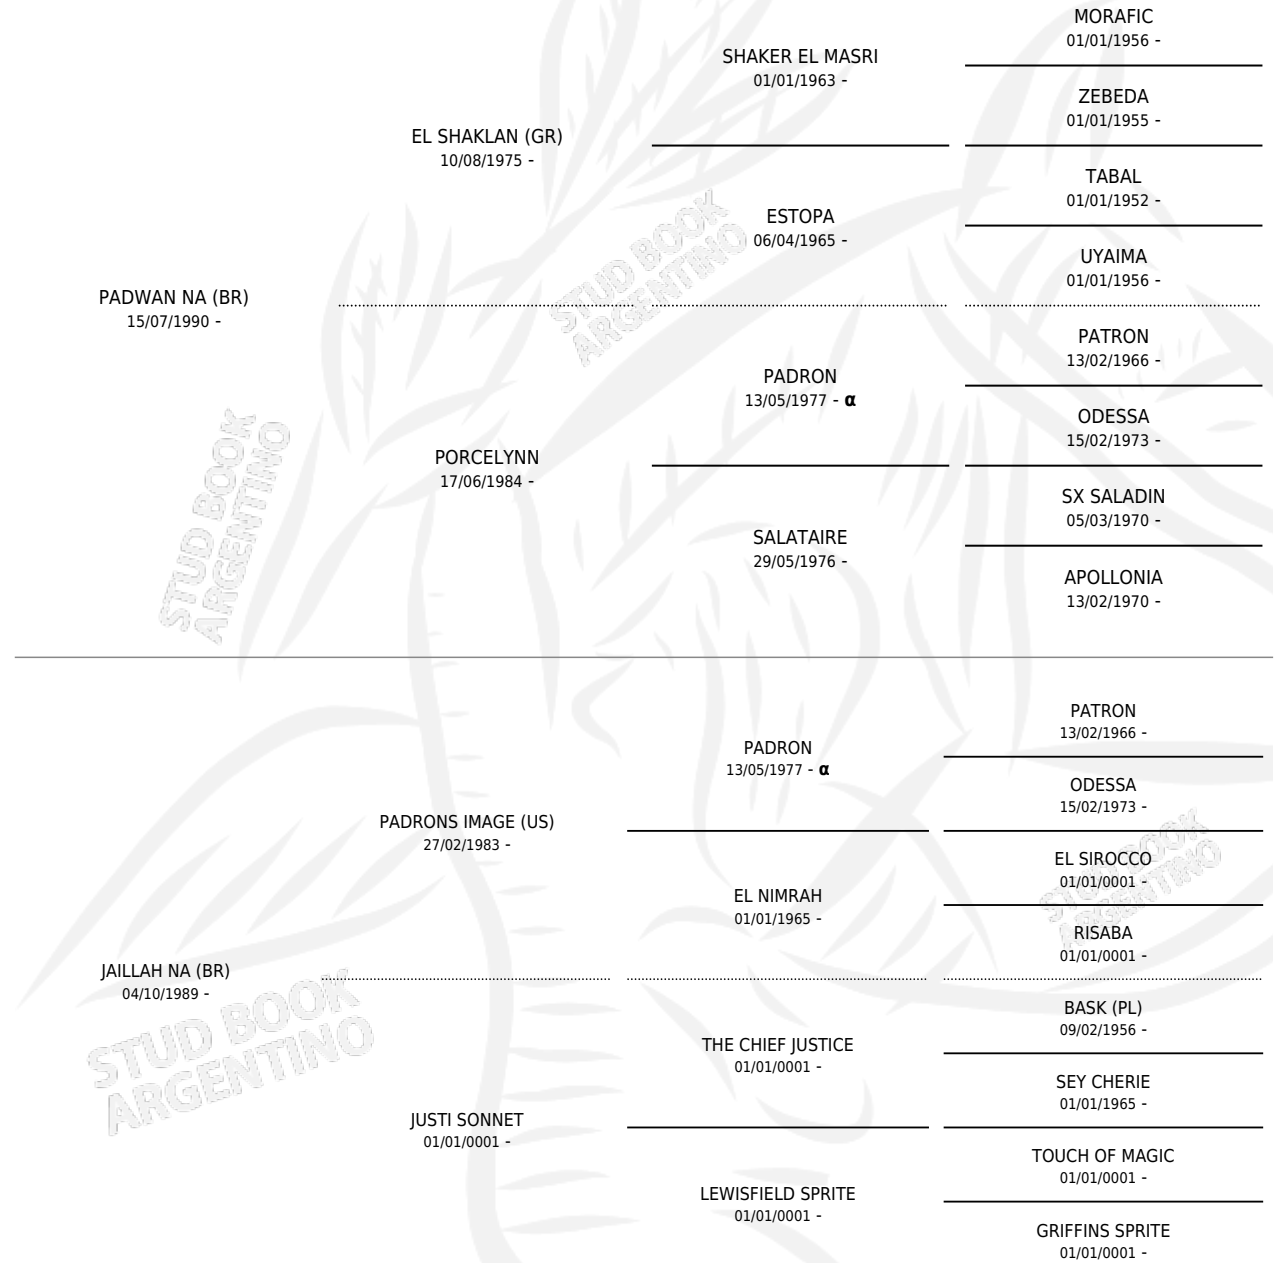 MORAFIC
01/01/1956 -
SHAKER EL MASRI
01/01/1963 -
ZEBEDA
01/01/1955 -
EL SHAKLAN (GR)
10/08/1975 -
TABAL
01/01/1952 -
ESTOPA
06/04/1965 -
UYAIMA
01/01/1956 -
PADWAN NA (BR)
15/07/1990 -
PATRON
13/02/1966 -
PADRON
13/05/1977 - α
ODESSA
15/02/1973 -
PORCELYNN
17/06/1984 -
SX SALADIN
05/03/1970 -
SALATAIRE
29/05/1976 -
APOLLONIA
13/02/1970 -
PATRON
13/02/1966 -
PADRON
13/05/1977 - α
ODESSA
15/02/1973 -
PADRONS IMAGE (US)
27/02/1983 -
EL SIROCCO
01/01/0001 -
EL NIMRAH
01/01/1965 -
RISABA
01/01/0001 -
JAILLAH NA (BR)
04/10/1989 -
BASK (PL)
09/02/1956 -
THE CHIEF JUSTICE
01/01/0001 -
SEY CHERIE
01/01/1965 -
JUSTI SONNET
01/01/0001 -
TOUCH OF MAGIC
01/01/0001 -
LEWISFIELD SPRITE
01/01/0001 -
GRIFFINS SPRITE
01/01/0001 -
STUD BOOK
ARGENTINO
STUD BOOK
ARGENTINO
STUD BOOK
ARGENTINO
STUD BOOK
ARGENTINO